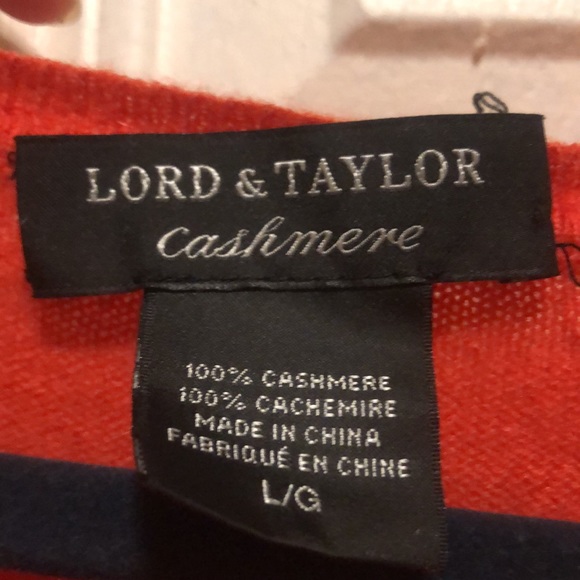 LORD & TAYLOR
cashmere
100% CASHMERE
100% CACHEMIRE
MADE IN CHINA
FABRIQUÉ EN CHINE
L/G